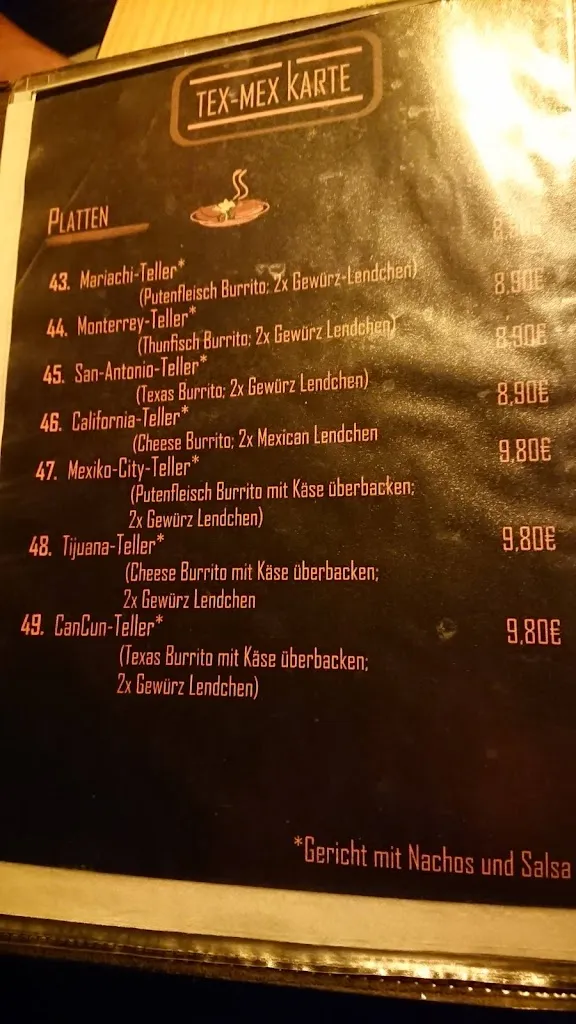 TEX-MEX KARTE
PLATTEN
43. Mariachi-Teller* 8,90€
(Putenfleisch Burrito; 2x Gewürz-Lendchen)
44. Monterrey-Teller* 8,90€
(Thunfisch Burrito; 2x Gewürz Lendchen)
45. San-Antonio-Teller* 8,90€
(Texas Burrito; 2x Gewürz Lendchen)
46. California-Teller* 8,90€
(Cheese Burrito; 2x Mexican Lendchen
47. Mexiko-City-Teller* 9,80€
(Putenfleisch Burrito mit Käse überbacken;
2x Gewürz Lendchen)
48. Tijuana-Teller* 9,80€
(Cheese Burrito mit Käse überbacken;
2x Gewürz Lendchen
49. CanCun-Teller* 9,80€
(Texas Burrito mit Käse überbacken;
2x Gewürz Lendchen)
*Gericht mit Nachos und Salsa